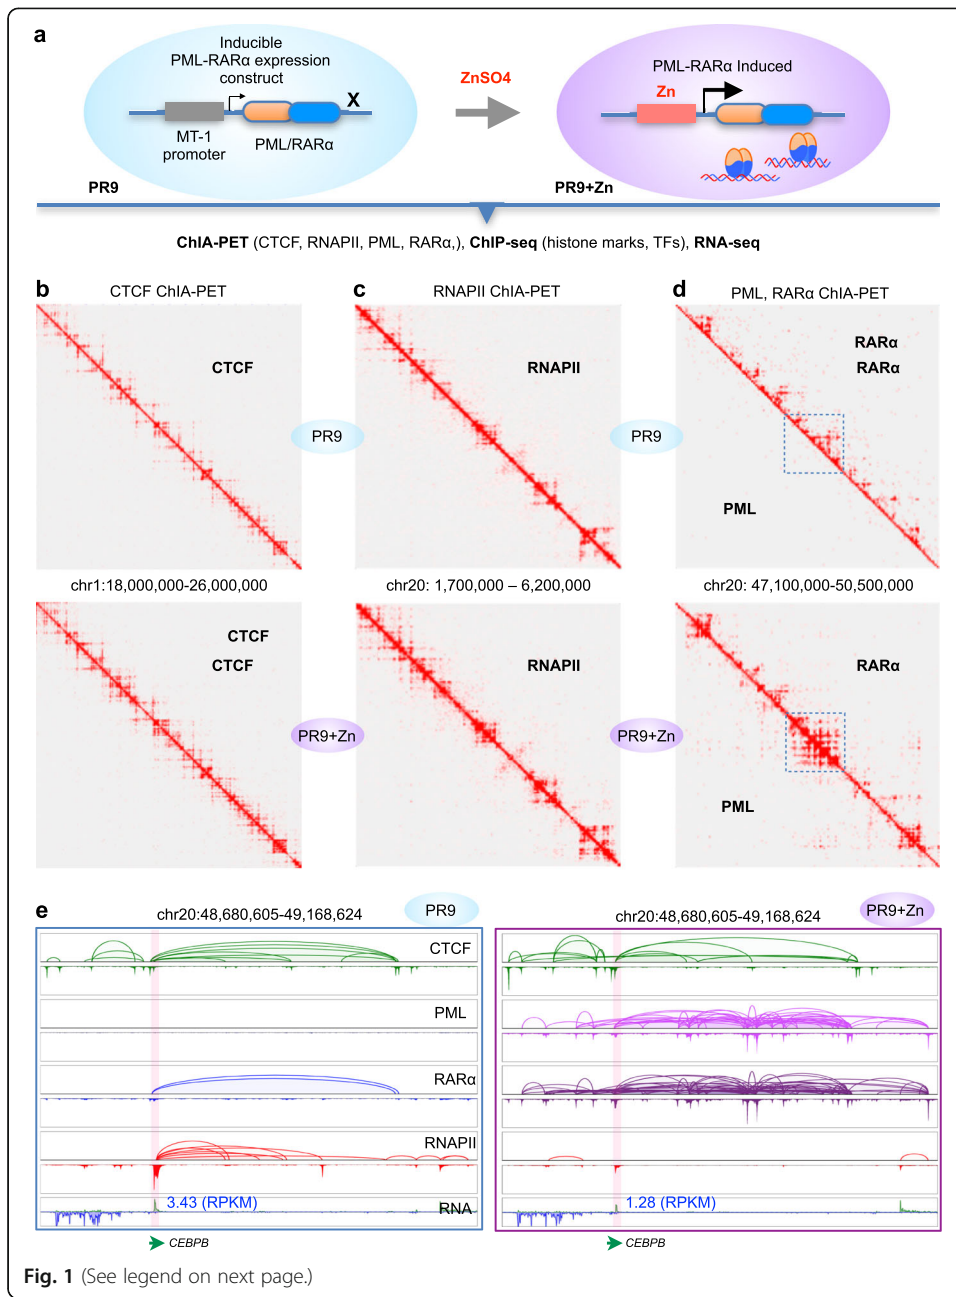 a
Inducible
PML-RARα expression
construct
X
MT-1
promoter
PML/RARα
PR9
ZnSO4
PML-RARα Induced
Zn
PR9+Zn
ChIA-PET (CTCF, RNAPII, PML, RARα,), ChIP-seq (histone marks, TFs), RNA-seq
b
CTCF ChIA-PET
c
RNAPII ChIA-PET
d
PML, RARα ChIA-PET
CTCF
RNAPII
RARα
RARα
PR9
PR9
PML
chr1:18,000,000-26,000,000
chr20: 1,700,000 – 6,200,000
chr20: 47,100,000-50,500,000
CTCF
CTCF
RNAPII
RARα
PR9+Zn
PR9+Zn
PML
e
chr20:48,680,605-49,168,624
PR9
chr20:48,680,605-49,168,624
PR9+Zn
CTCF
PML
RARα
RNAPII
3.43 (RPKM)
RNA
1.28 (RPKM)
CEBPB
CEBPB
Fig. 1 (See legend on next page.)